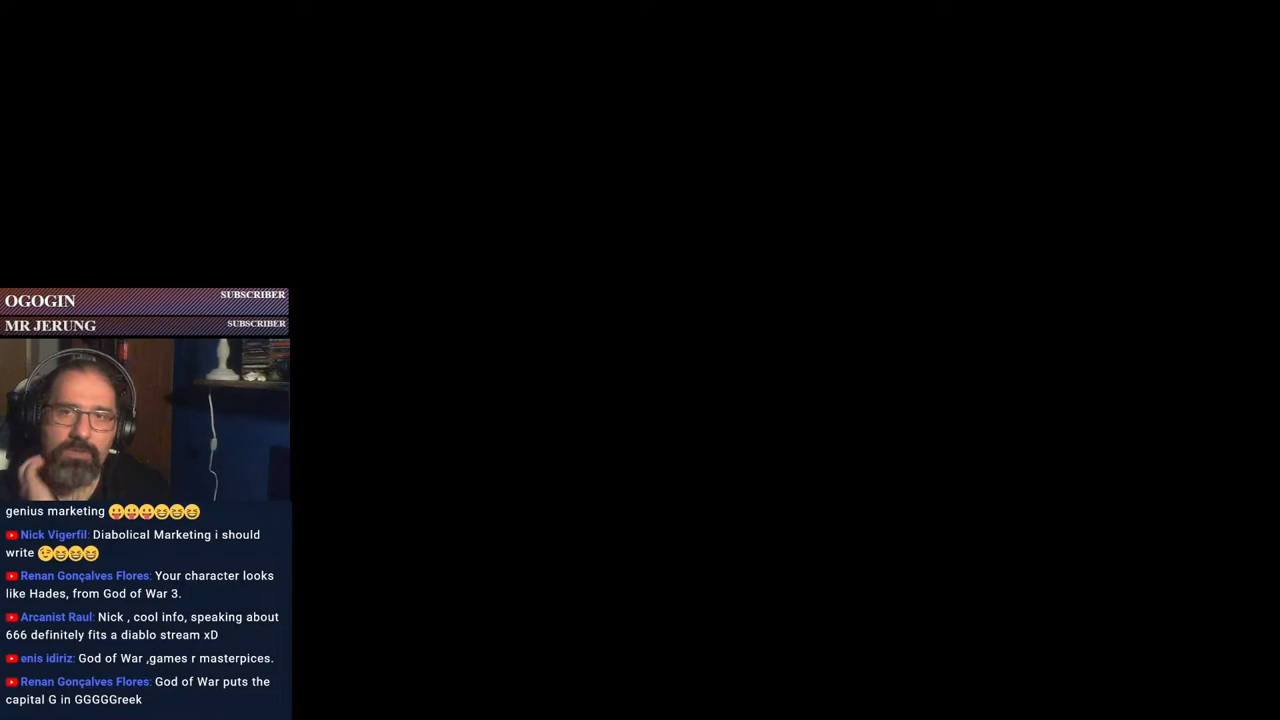 OGOGIN SUBSCRIBER
MR JERUNG SUBSCRIBER
genius marketing 😛😛😛😆😆😆
Nick Vigerfil: Diabolical Marketing i should
write 🤨😆😆😆
Renan Gonçalves Flores: Your character looks
like Hades, from God of War 3.
Arcanist Raul: Nick , cool info, speaking about
666 definitely fits a diablo stream xD
enis idiriz: God of War ,games r masterpices.
Renan Gonçalves Flores: God of War puts the
capital G in GGGGGreek